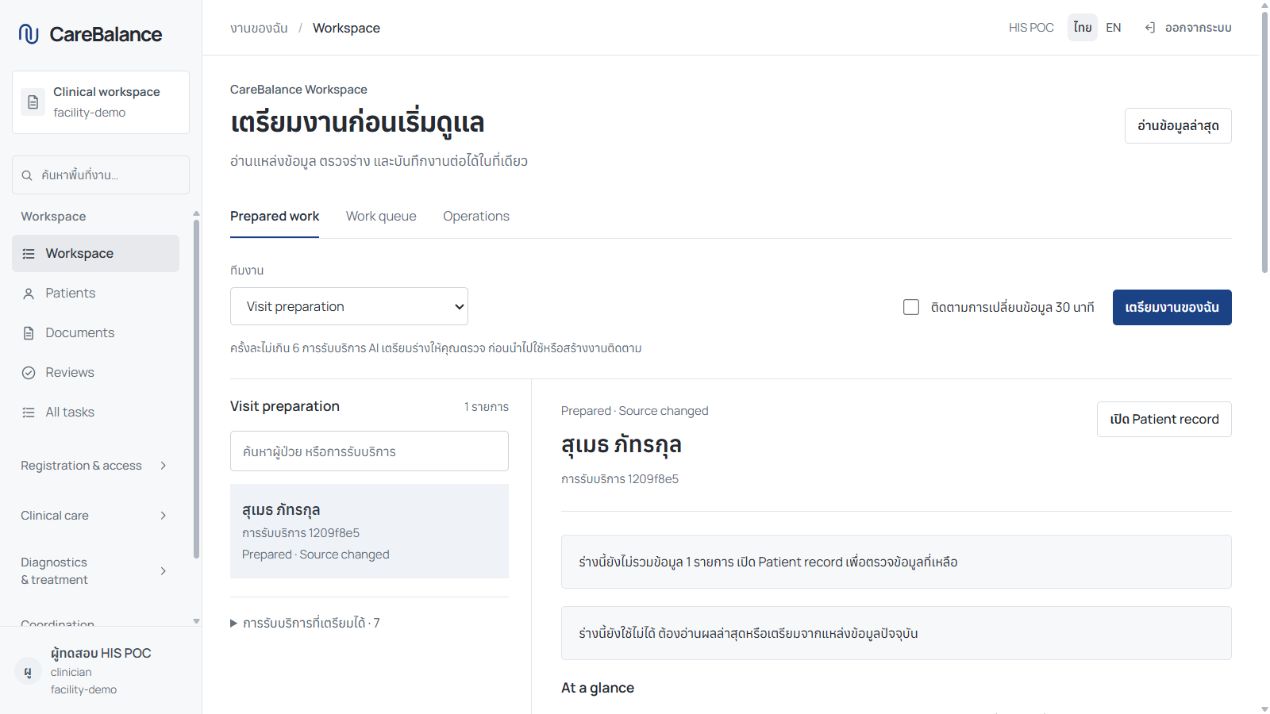 CareBalance
Clinical workspace
facility-demo
ค้นหาพื้นที่งาน...
Workspace
Workspace
Patients
Documents
Reviews
All tasks
Registration & access
Clinical care
Diagnostics
& treatment
Coordination
ผู้ทดสอบ HIS POC
ผู
clinician
facility-demo
งานของฉัน / Workspace
HIS POC ไทย EN ออกจากระบบ
CareBalance Workspace
เตรียมงานก่อนเริ่มดูแล
อ่านข้อมูลล่าสุด
อ่านแหล่งข้อมูล ตรวจร่าง และบันทึกงานต่อได้ในที่เดียว
Prepared work Work queue Operations
ทีมงาน
Visit preparation
ติดตามการเปลี่ยนข้อมูล 30 นาที
เตรียมงานของฉัน
ครั้งละไม่เกิน 6 การรับบริการ AI เตรียมร่างให้คุณตรวจ ก่อนนำไปใช้หรือสร้างงานติดตาม
Visit preparation 1 รายการ
ค้นหาผู้ป่วย หรือการรับบริการ
สุเมธ ภัทรกุล
การรับบริการ 1209f8e5
Prepared · Source changed
การรับบริการที่เตรียมได้ · 7
Prepared · Source changed
สุเมธ ภัทรกุล
การรับบริการ 1209f8e5
เปิด Patient record
ร่างนี้ยังไม่รวมข้อมูล 1 รายการ เปิด Patient record เพื่อตรวจข้อมูลที่เหลือ
ร่างนี้ยังใช้ไม่ได้ ต้องอ่านผลล่าสุดหรือเตรียมจากแหล่งข้อมูลปัจจุบัน
At a glance